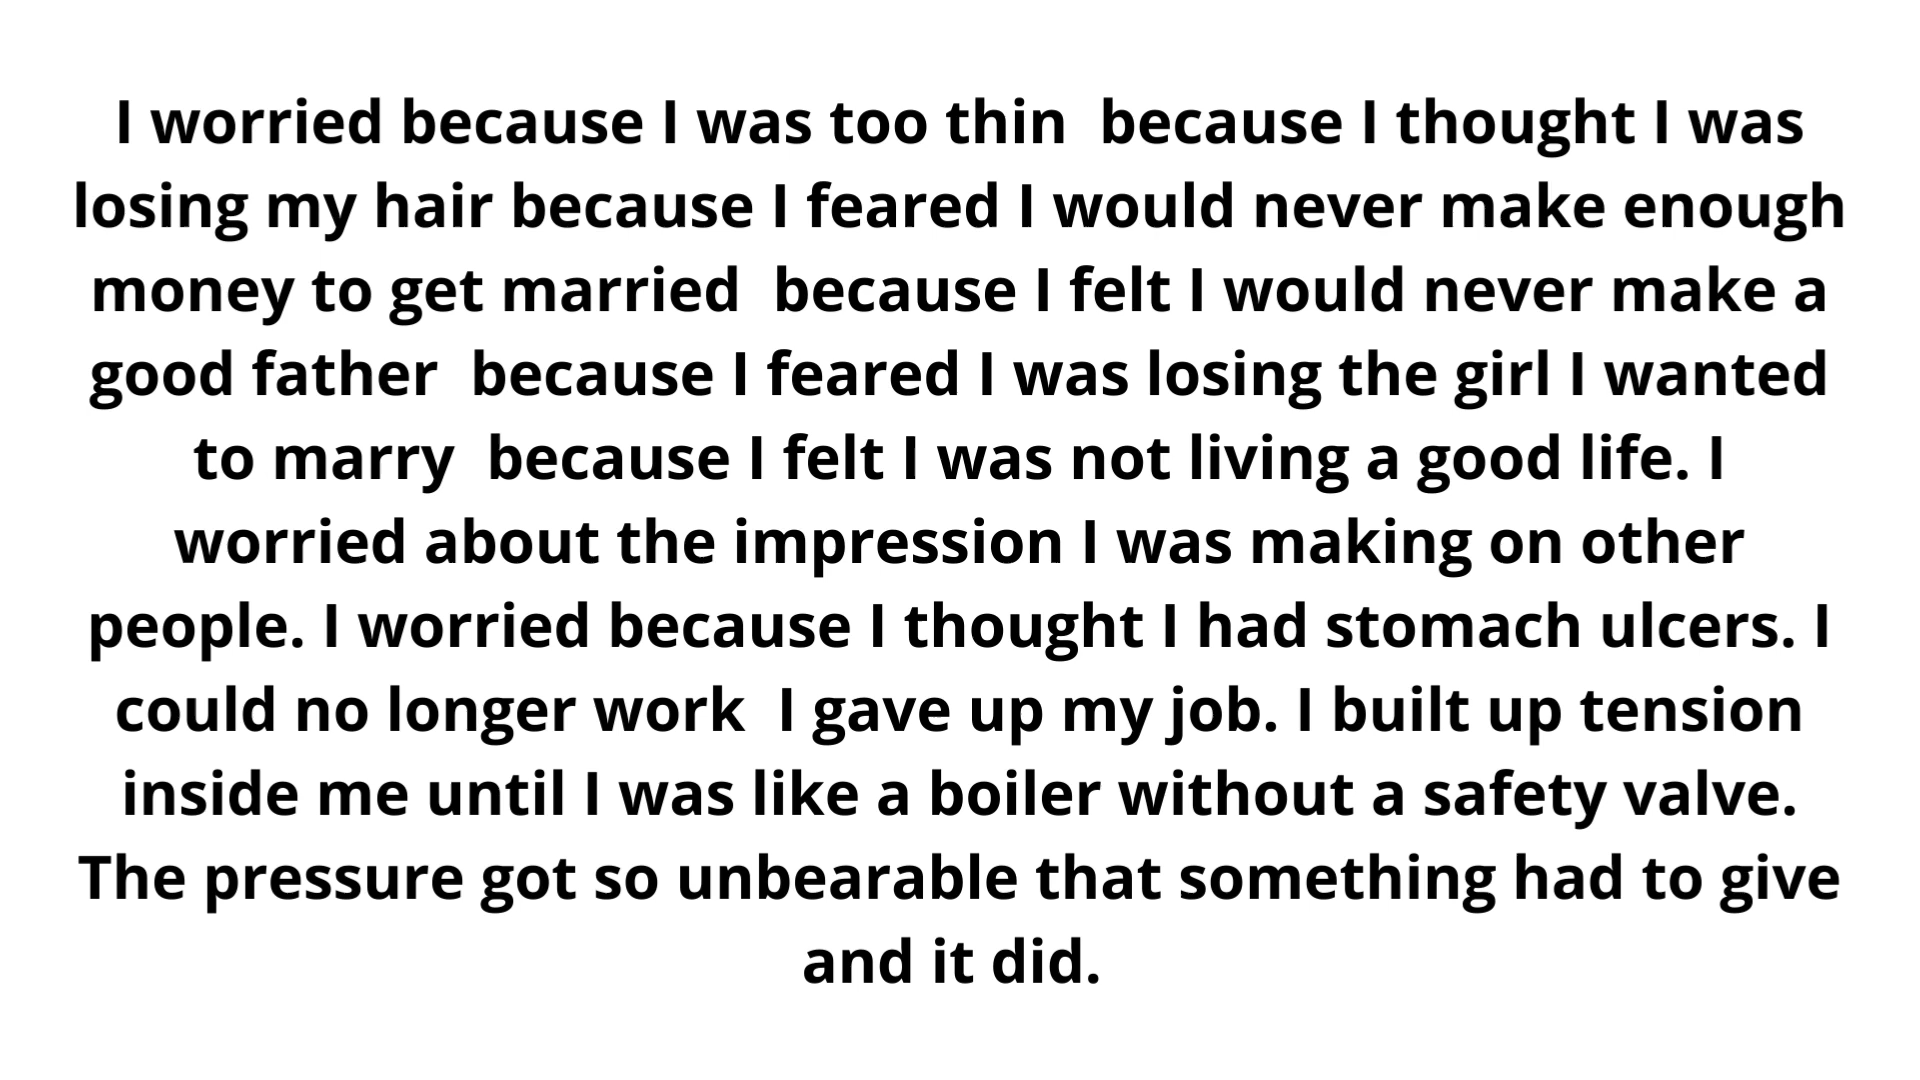 I worried because I was too thin  because I thought I was
losing my hair because I feared I would never make enough
money to get married  because I felt I would never make a
good father  because I feared I was losing the girl I wanted
to marry  because I felt I was not living a good life. I
worried about the impression I was making on other
people. I worried because I thought I had stomach ulcers. I
could no longer work  I gave up my job. I built up tension
inside me until I was like a boiler without a safety valve.
The pressure got so unbearable that something had to give
and it did.